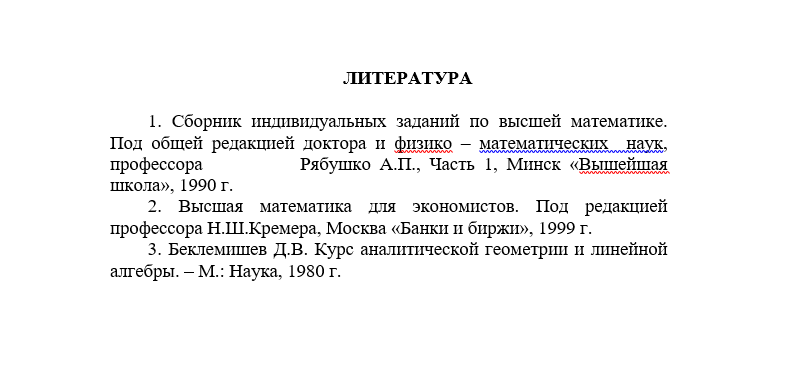 ЛИТЕРАТУРА
1. Сборник индивидуальных заданий по высшей математике.
Под общей редакцией доктора и физико – математических наук,
профессора Рябушко А.П., Часть 1, Минск «Вышейшая
школа», 1990 г.
2. Высшая математика для экономистов. Под редакцией
профессора Н.Ш.Кремера, Москва «Банки и биржи», 1999 г.
3. Беклемишев Д.В. Курс аналитической геометрии и линейной
алгебры. – М.: Наука, 1980 г.